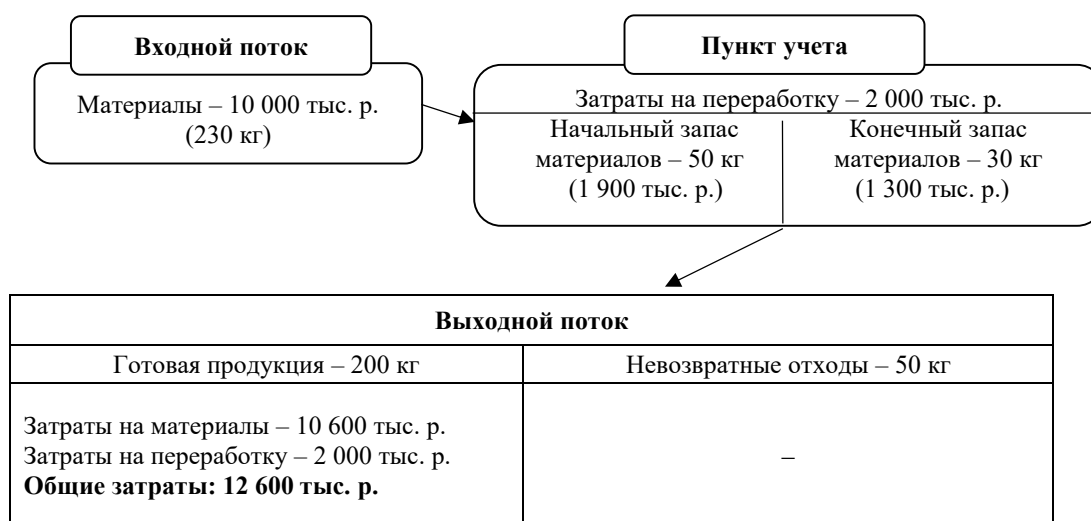 Входной поток
Материалы – 10 000 тыс. р.
(230 кг)
Пункт учета
Затраты на переработку – 2 000 тыс. р.
Начальный запас
материалов – 50 кг
(1 900 тыс. р.)
Конечный запас
материалов – 30 кг
(1 300 тыс. р.)
Выходной поток
Готовая продукция – 200 кг
Невозвратные отходы – 50 кг
Затраты на материалы – 10 600 тыс. р.
Затраты на переработку – 2 000 тыс. р.
Общие затраты: 12 600 тыс. р.
–